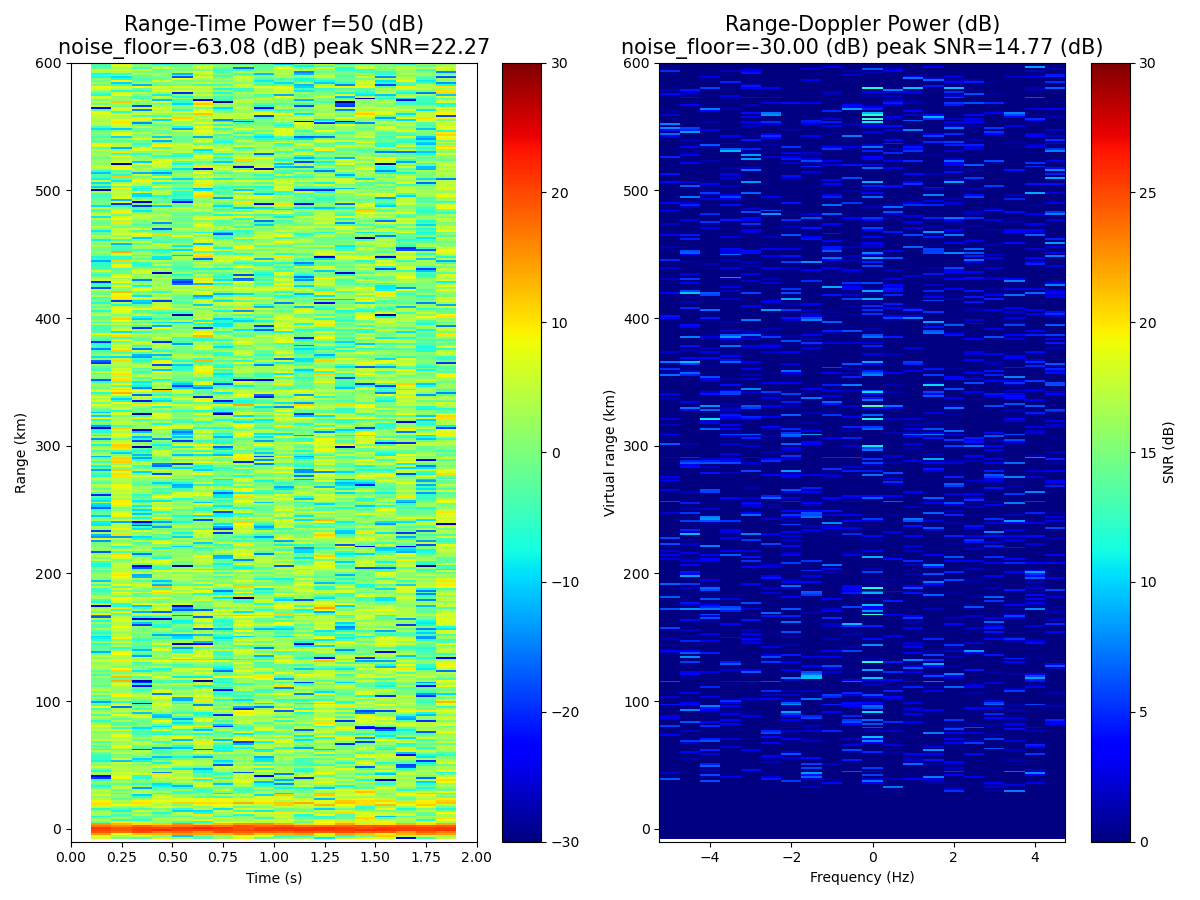 Range-Time Power f=50 (dB)
noise_floor=-63.08 (dB) peak SNR=22.27
Range (km)
600
500
400
300
200
100
0
0.00 0.25 0.50 0.75 1.00 1.25 1.50 1.75 2.00
Time (s)
30
20
10
0
−10
−20
−30
Range-Doppler Power (dB)
noise_floor=-30.00 (dB) peak SNR=14.77 (dB)
Virtual range (km)
600
500
400
300
200
100
0
−4 −2 0 2 4
Frequency (Hz)
30
25
20
15
10
5
0
SNR (dB)